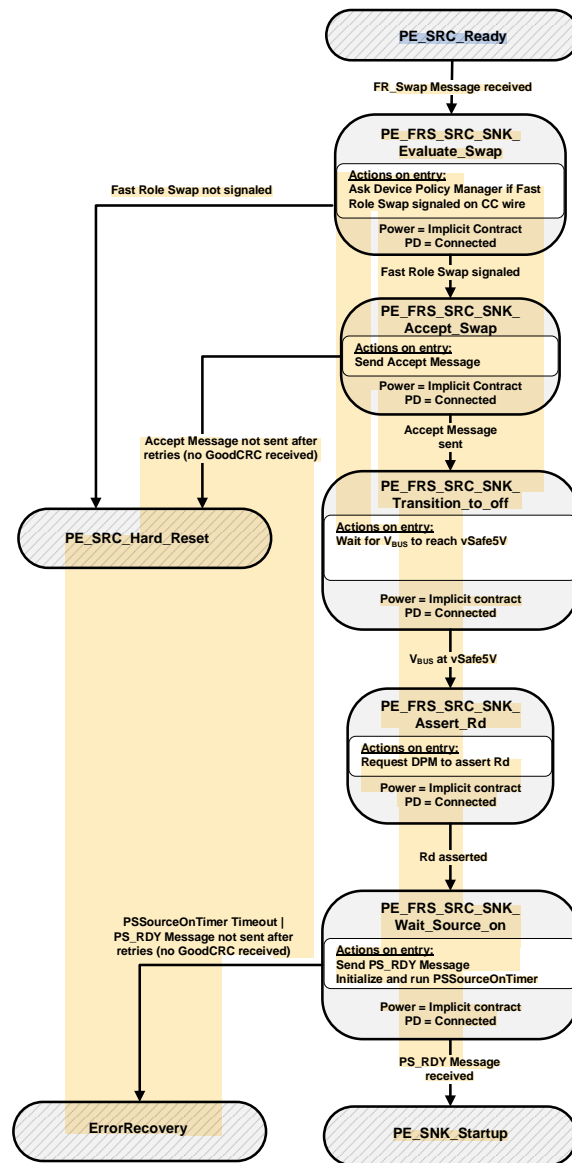 PE_SRC_Ready
FR_Swap Message received
PE_FRS_SRC_SNK_
Evaluate_Swap
Actions on entry:
Ask Device Policy Manager if Fast
Role Swap signaled on CC wire
Power = Implicit Contract
PD = Connected
Fast Role Swap not signaled
Fast Role Swap signaled
PE_FRS_SRC_SNK_
Accept_Swap
Actions on entry:
Send Accept Message
Power = Implicit Contract
PD = Connected
Accept Message not sent after
retries (no GoodCRC received)
Accept Message
sent
PE_SRC_Hard_Reset
PE_FRS_SRC_SNK_
Transition_to_off
Actions on entry:
Wait for VBUS to reach vSafe5V
Power = Implicit contract
PD = Connected
VBUS at vSafe5V
PE_FRS_SRC_SNK_
Assert_Rd
Actions on entry:
Request DPM to assert Rd
Power = Implicit contract
PD = Connected
Rd asserted
PE_FRS_SRC_SNK_
Wait_Source_on
Actions on entry:
Send PS_RDY Message
Initialize and run PSSourceOnTimer
Power = Implicit contract
PD = Connected
PSSourceOnTimer Timeout |
PS_RDY Message not sent after
retries (no GoodCRC received)
PS_RDY Message
received
ErrorRecovery
PE_SNK_Startup